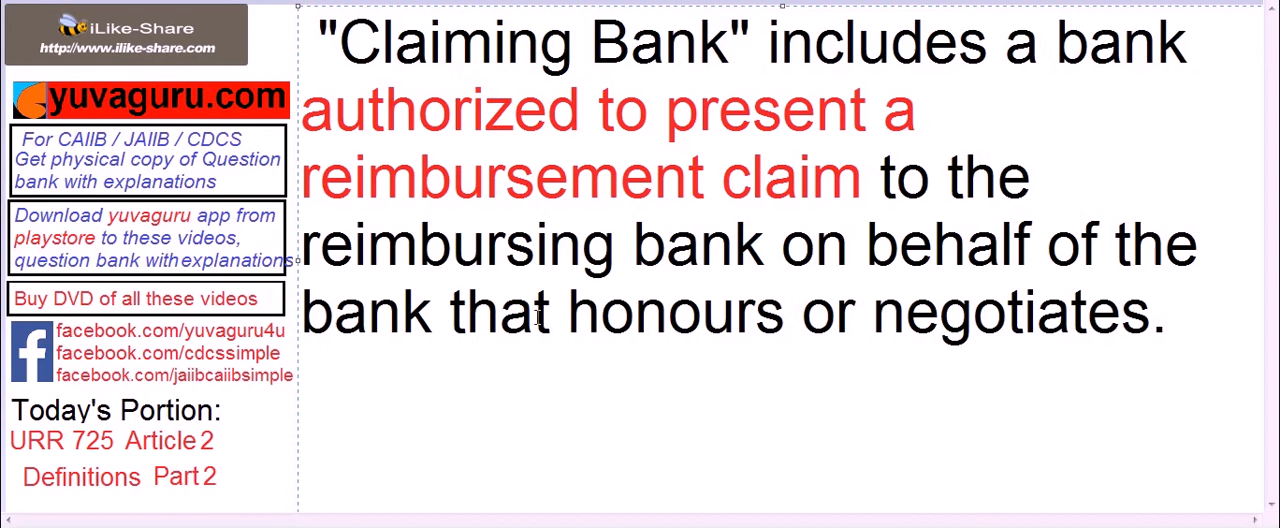 iLike-Share
http://www.ilike-share.com
yuvaguru.com
For CAIIB / JAIIB / CDCS
Get physical copy of Question
bank with explanations
Download yuvaguru app from
playstore to these videos,
question bank with explanations
Buy DVD of all these videos
facebook.com/yuvaguru4u
facebook.com/cdcssimple
facebook.com/jaiibcaiibsimple
Today's Portion:
URR 725 Article 2
Definitions Part 2
"Claiming Bank" includes a bank
authorized to present a
reimbursement claim to the
reimbursing bank on behalf of the
bank that honours or negotiates.